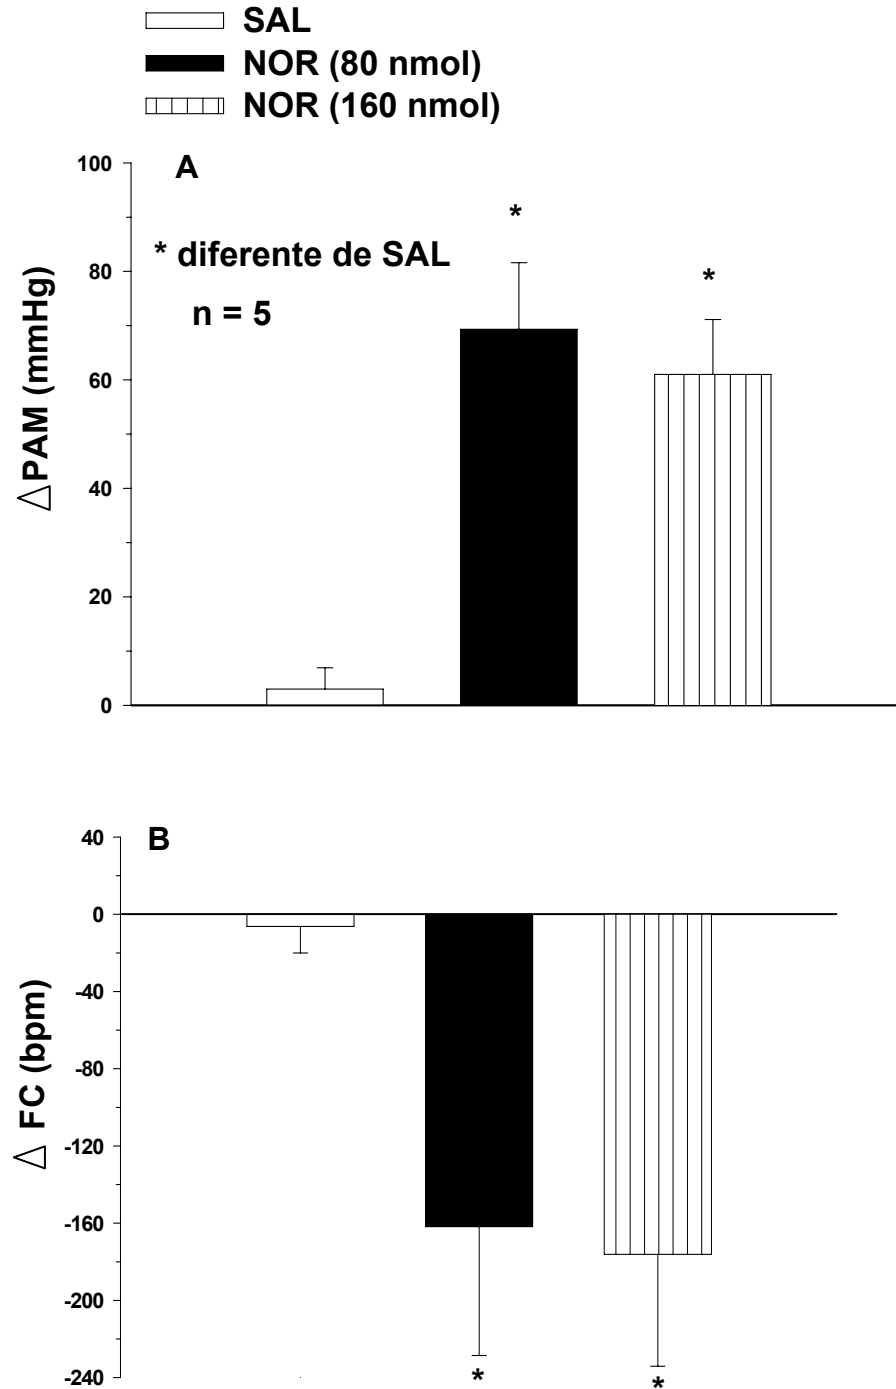 SAL
NOR (80 nmol)
NOR (160 nmol)
A
* diferente de SAL
n = 5
*
*
100
80
60
40
20
0
△PAM (mmHg)
B
40
0
-40
-80
-120
-160
-200
-240
△ FC (bpm)
*
*